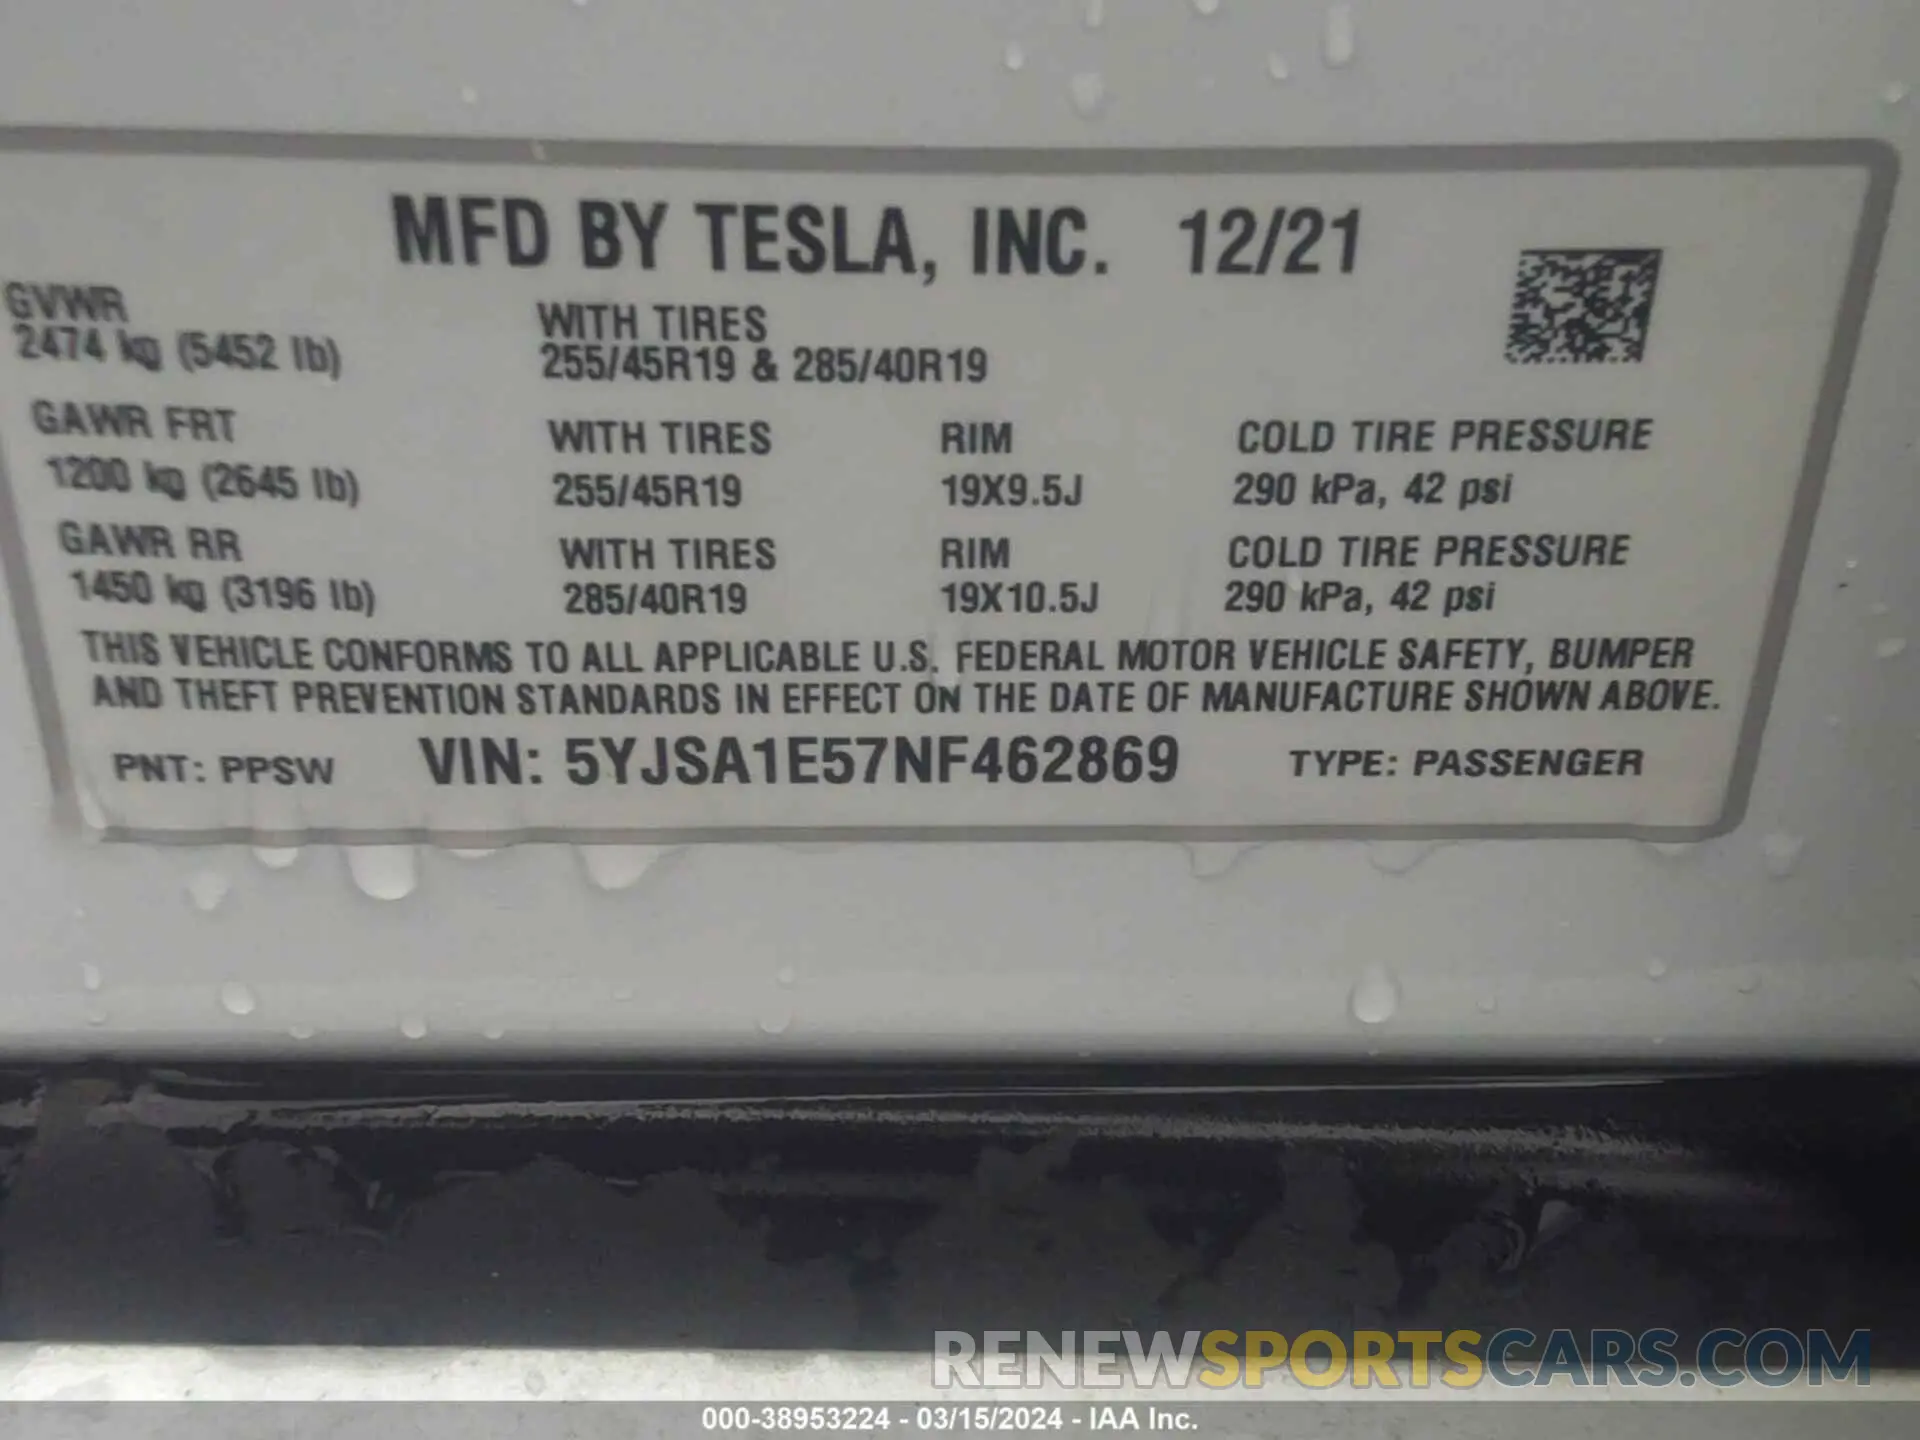 MFD BY TESLA, INC. 12/21
GVWR
2474 kg (5452 lb)
WITH TIRES
255/45R19 & 285/40R19
GAWR FRT WITH TIRES RIM COLD TIRE PRESSURE
1200 kg (2645 lb) 255/45R19 19X9.5J 290 kPa, 42 psi
GAWR RR WITH TIRES RIM COLD TIRE PRESSURE
1450 kg (3196 lb) 285/40R19 19X10.5J 290 kPa, 42 psi
THIS VEHICLE CONFORMS TO ALL APPLICABLE U.S. FEDERAL MOTOR VEHICLE SAFETY, BUMPER
AND THEFT PREVENTION STANDARDS IN EFFECT ON THE DATE OF MANUFACTURE SHOWN ABOVE.
PNT: PPSW VIN: 5YJSA1E57NF462869 TYPE: PASSENGER
RENEWSPORTSCARS.COM
000-38953224 - 03/15/2024 - IAA Inc.